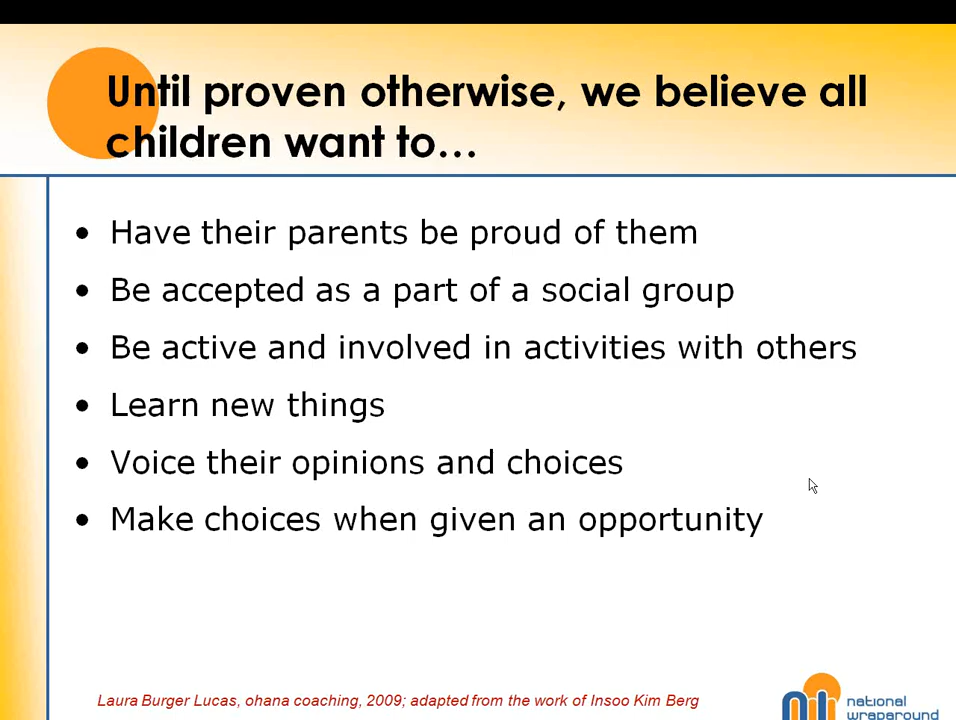 Until proven otherwise, we believe all
children want to…
• Have their parents be proud of them
• Be accepted as a part of a social group
• Be active and involved in activities with others
• Learn new things
• Voice their opinions and choices
• Make choices when given an opportunity
Laura Burger Lucas, ohana coaching, 2009; adapted from the work of Insoo Kim Berg
national
wraparound